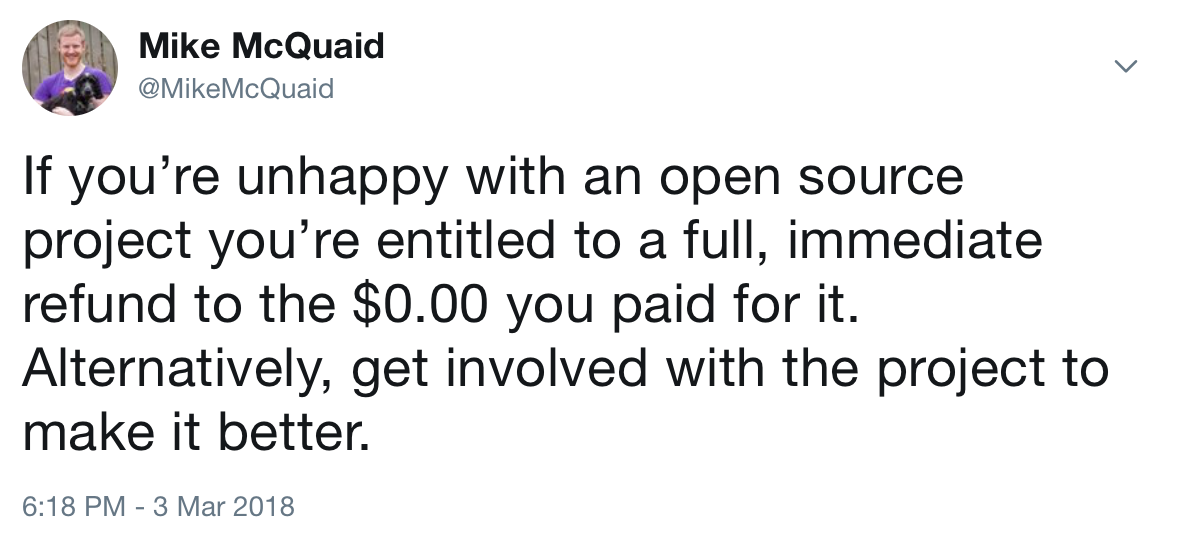 Mike McQuaid
@MikeMcQuaid
If you’re unhappy with an open source
project you’re entitled to a full, immediate
refund to the $0.00 you paid for it.
Alternatively, get involved with the project to
make it better.
6:18 PM - 3 Mar 2018